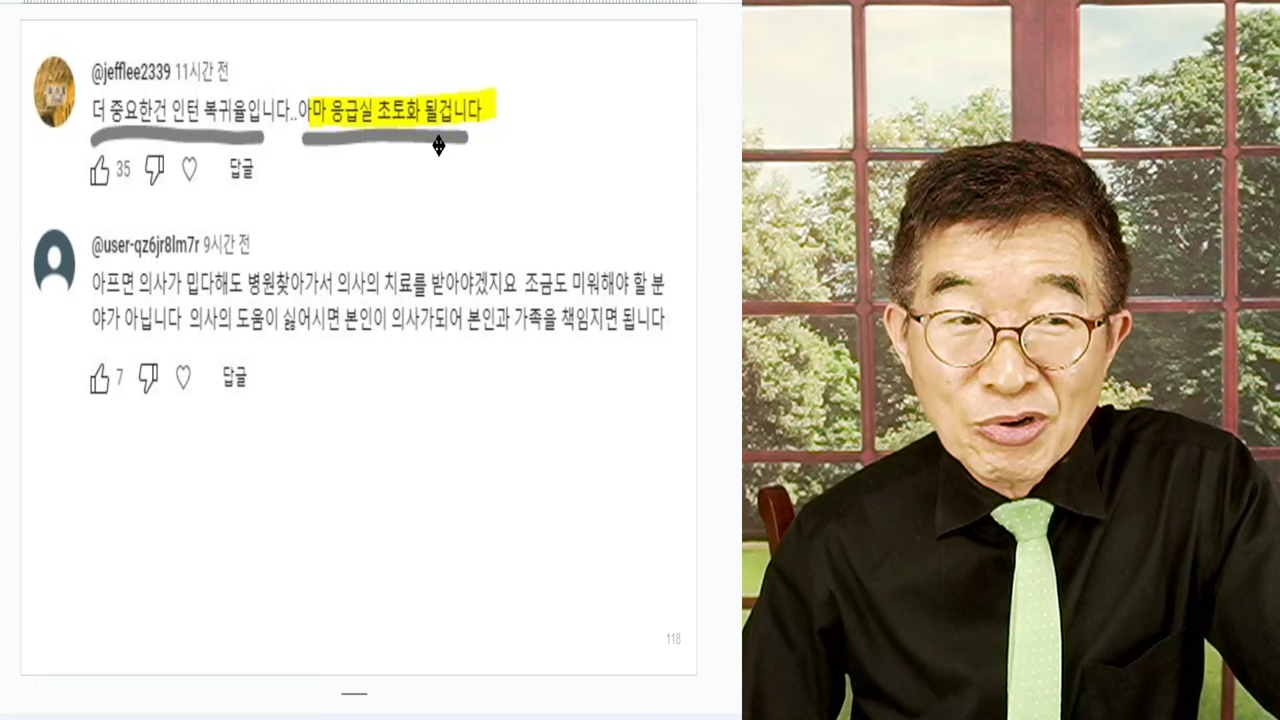 @jefflee2339 11시간 전
더 중요한건 인턴 복귀율입니다..아마 응급실 초토화 될겁니다
35 답글
@user-qz6jr8lm7r 9시간 전
아프면 의사가 밉다해도 병원찾아가서 의사의 치료를 받아야겠지요 조금도 미워해야 할 분
야가 아닙니다 의사의 도움이 싫어시면 본인이 의사가되어 본인과 가족을 책임지면 됩니다
7 답글
118